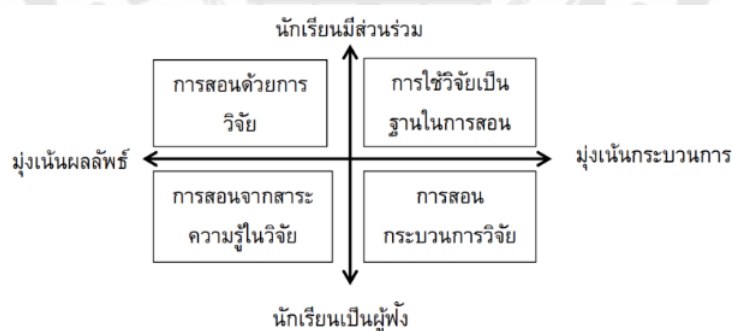 นักเรียนมีส่วนร่วม
การสอนด้วยการ
วิจัย
การใช้วิจัยเป็น
ฐานในการสอน
มุ่งเน้นผลลัพธ์
มุ่งเน้นกระบวนการ
การสอนจากสาระ
ความรู้ในวิจัย
การสอน
กระบวนการวิจัย
นักเรียนเป็นผู้ฟัง